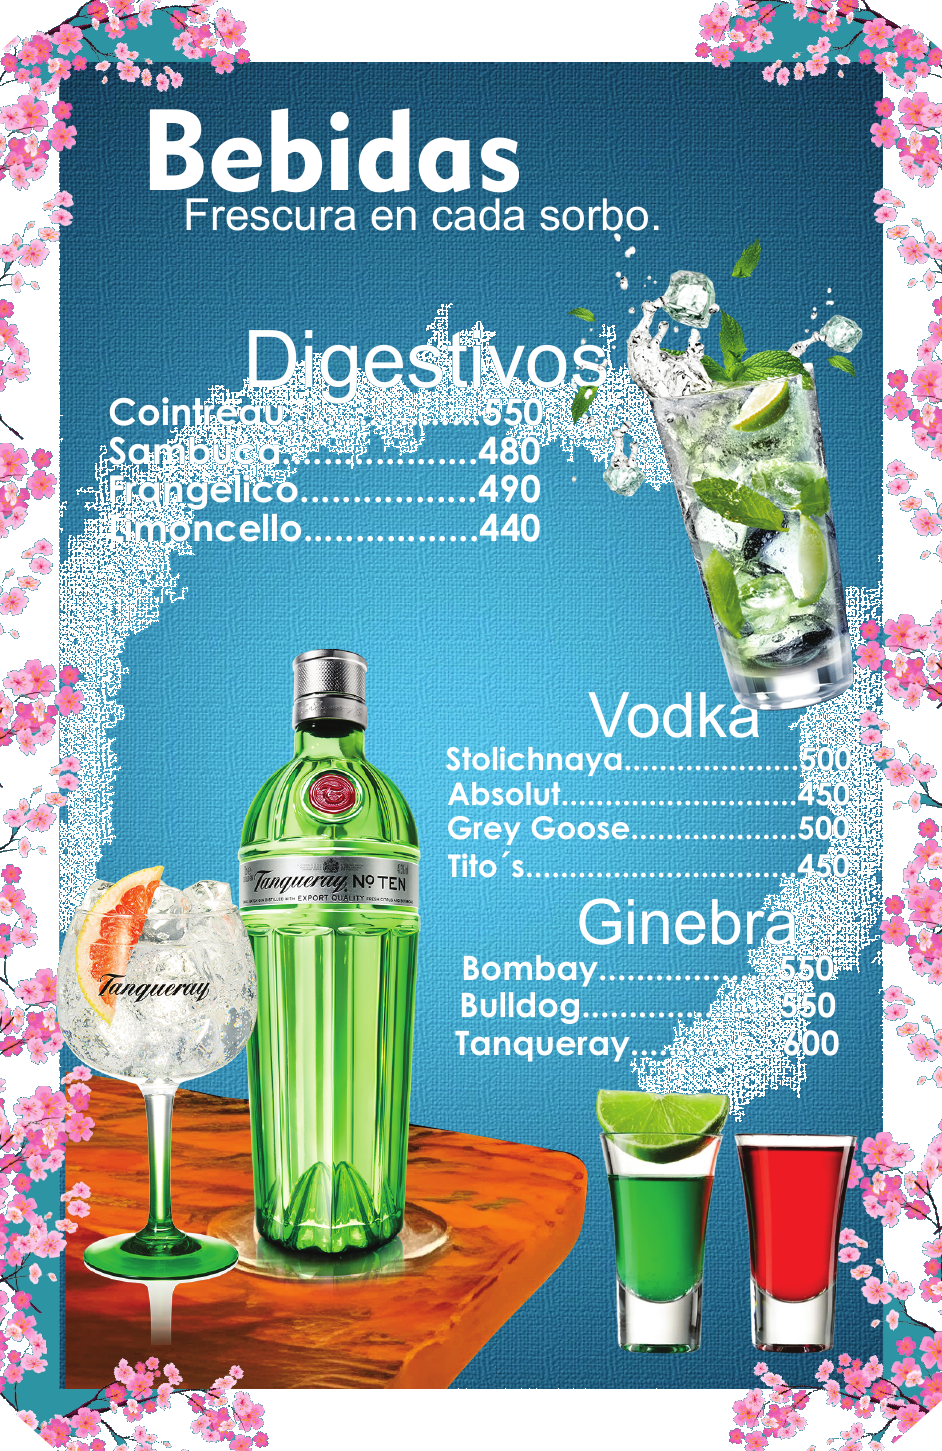 Bebidas
Frescura en cada sorbo.
Digestivos
Cointreau...................550
Sambuca...................480
Frangelico.................490
Limoncello.................440
Vodka
Stolichnaya....................500
Absolut...........................450
Grey Goose...................500
Tito´s...............................450
Ginebra
Bombay....................550
Bulldog......................550
Tanqueray................600
Tanqueray, Nº TEN
EXPORT QUALITY
Tanqueray